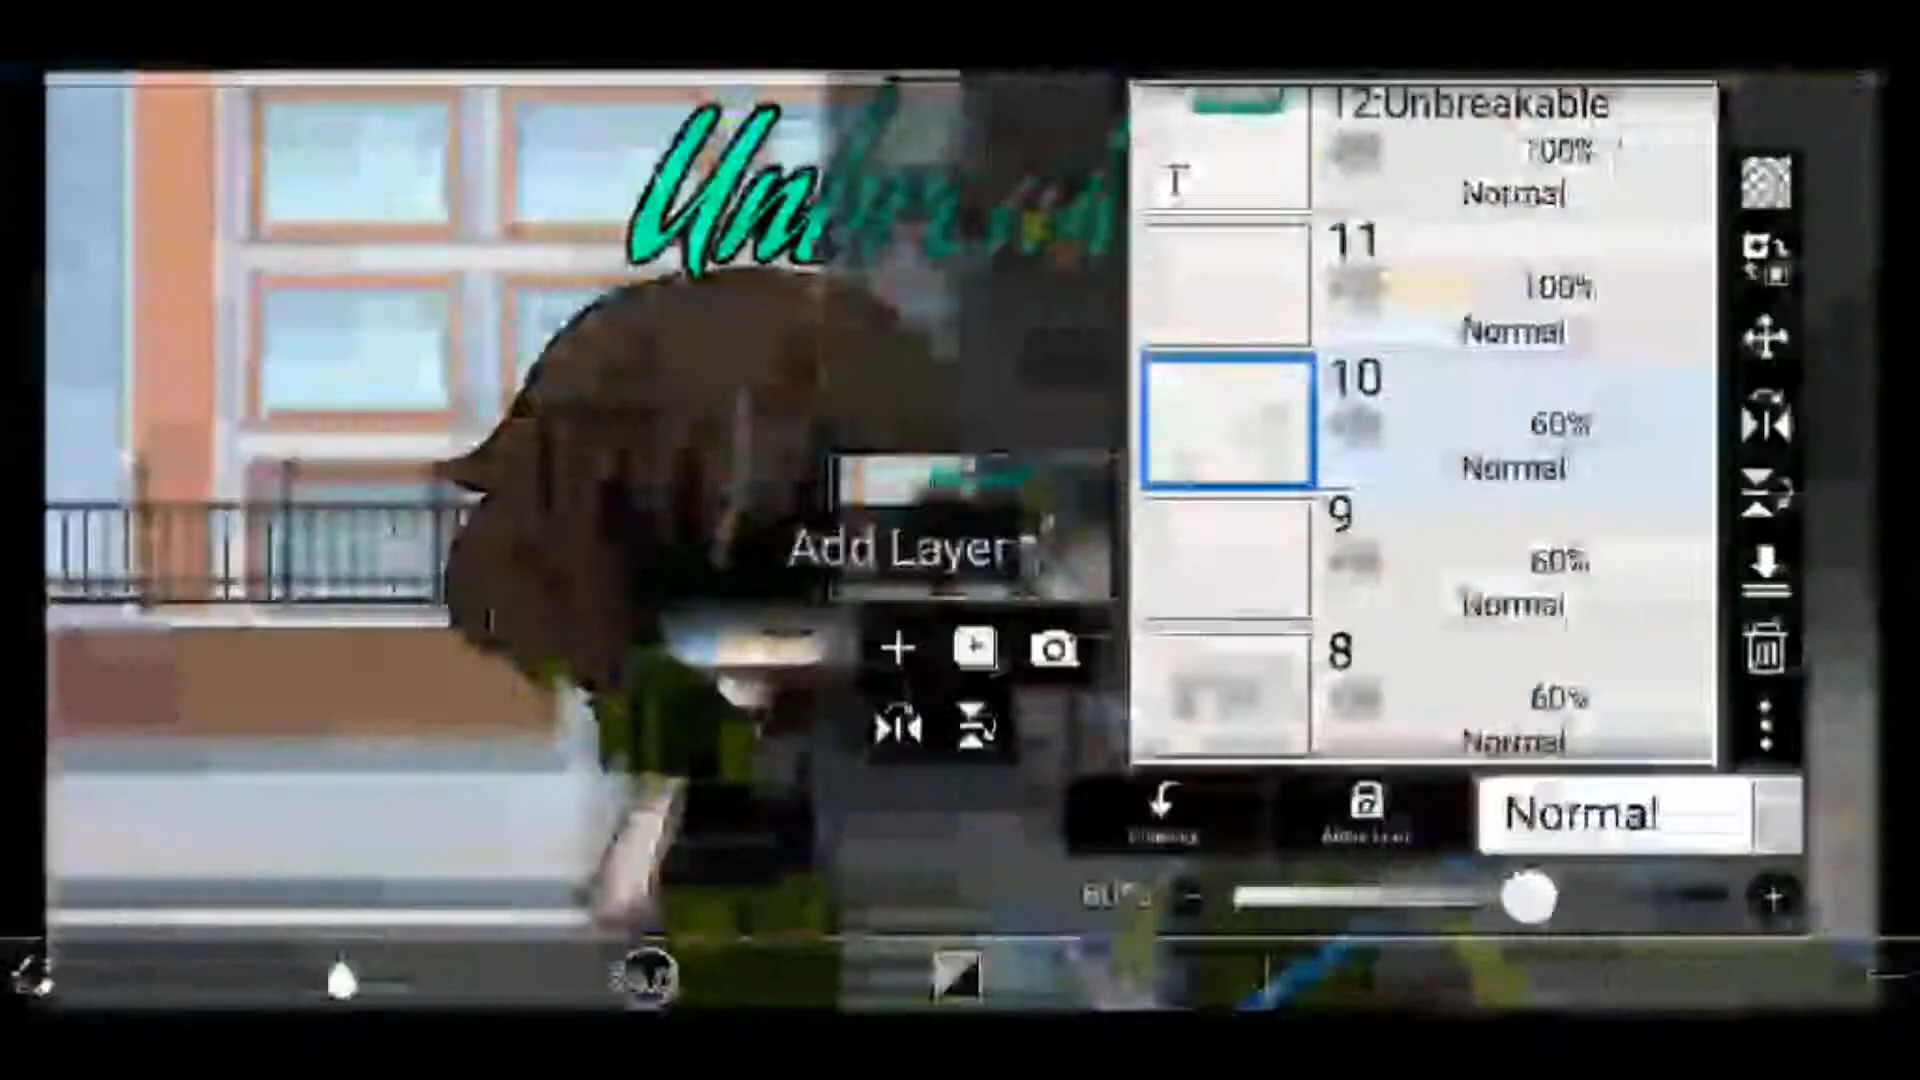 Un
12:Unbreakable
100%
T
Normal
11
100%
Normal
10
60%
Normal
9
60%
Normal
8
60%
Normal
Add Layer
Normal